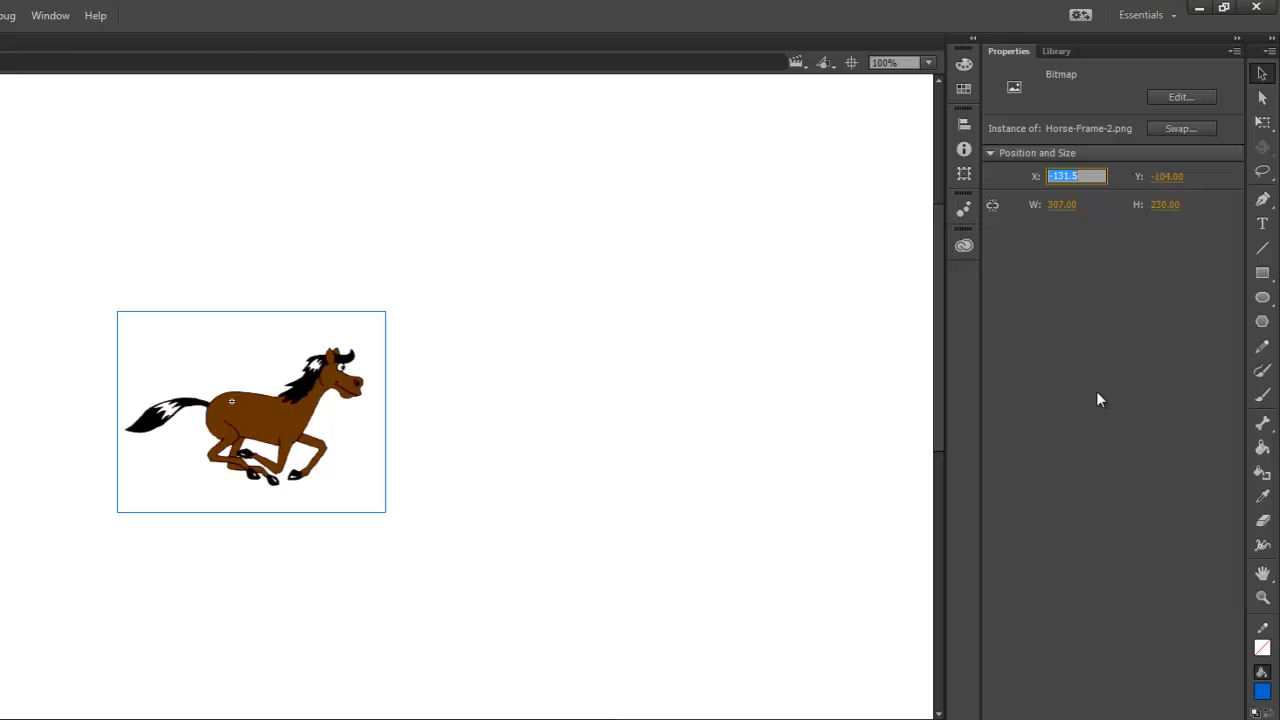 bug Window Help
Essentials
100%
Properties Library
Bitmap
Edit...
Instance of: Horse-Frame-2.png Swap...
Position and Size
X: -131.5 Y: -104.00
W: 307.00 H: 230.00
T